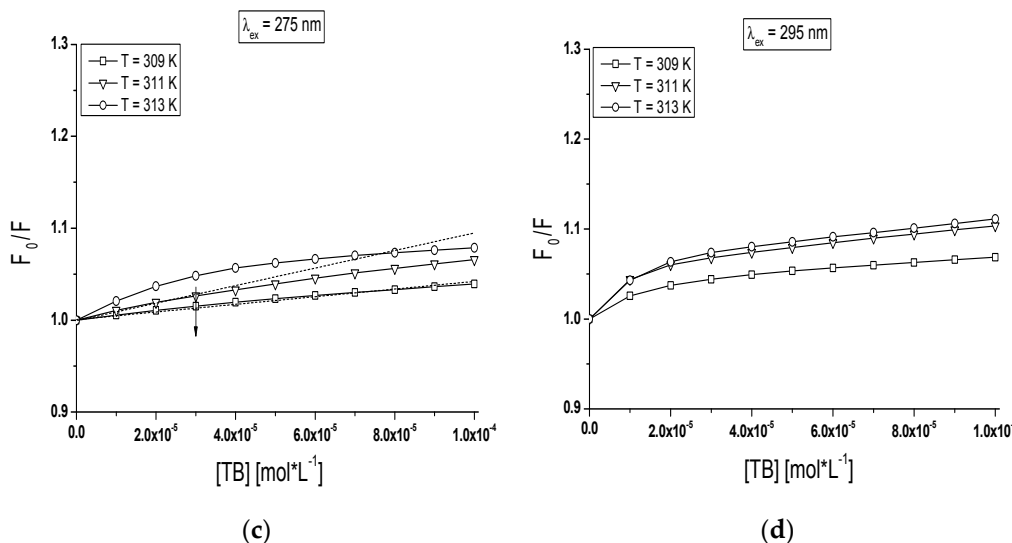 λex = 275 nm
T = 309 K
T = 311 K
T = 313 K
1.3
1.2
1.1
1.0
0.9
F0/F
0.0
2.0x10-5
4.0x10-5
6.0x10-5
8.0x10-5
1.0x10-4
[TB] [mol*L-1]
(c)
λex = 295 nm
T = 309 K
T = 311 K
T = 313 K
1.3
1.2
1.1
1.0
0.9
F0/F
0.0
2.0x10-5
4.0x10-5
6.0x10-5
8.0x10-5
1.0x10-
[TB] [mol*L-1]
(d)